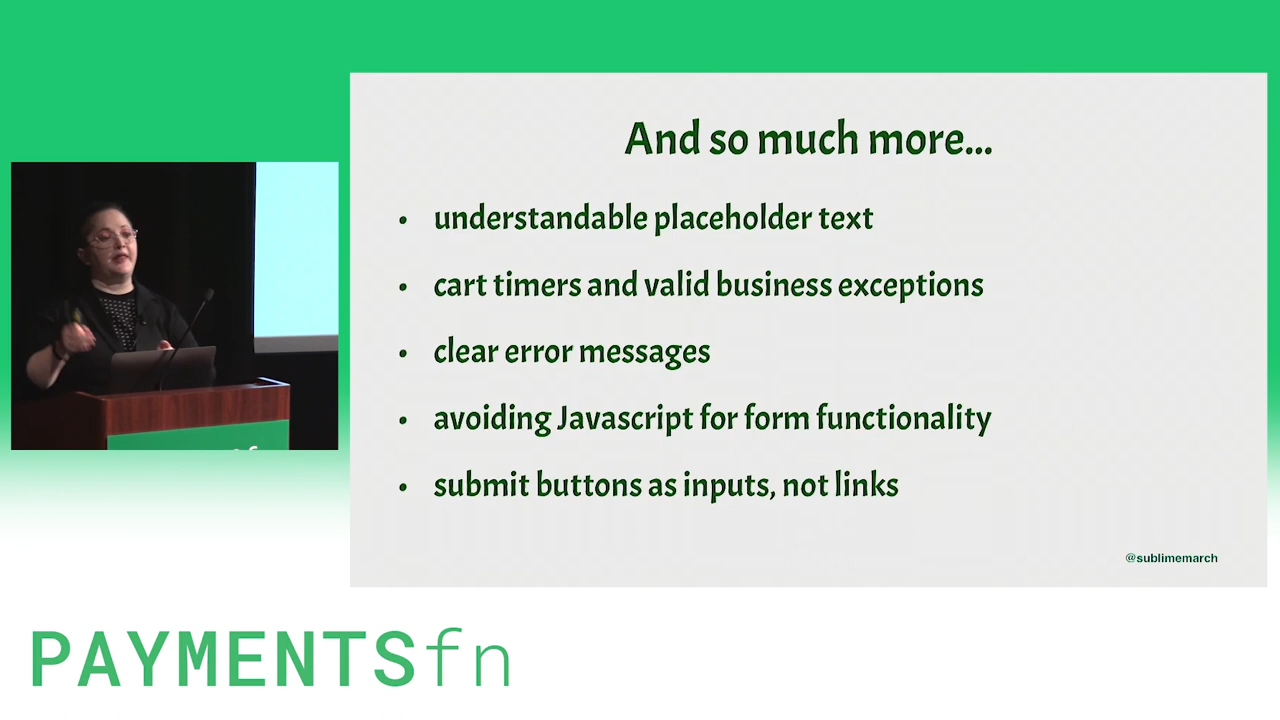 And so much more...
• understandable placeholder text
• cart timers and valid business exceptions
• clear error messages
• avoiding Javascript for form functionality
• submit buttons as inputs, not links
@sublimemarch
PAYMENTSfn